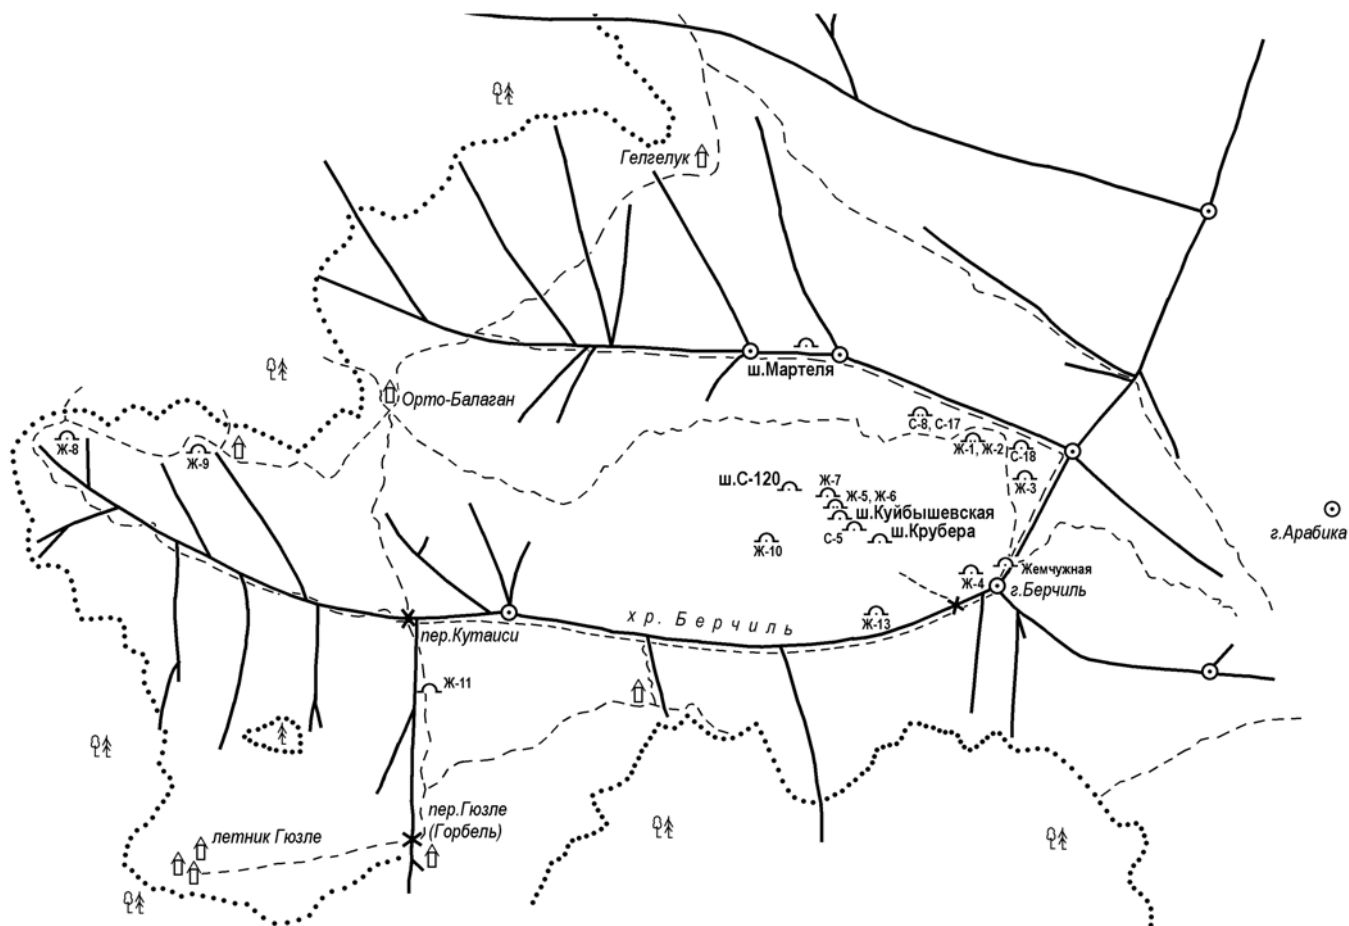 Гелгелук
ш.Мартеля
Орто-Балаган
С-8, С-17
Ж-8
Ж-9
Ж-1, Ж-2
С-18
ш.С-120
Ж-7
Ж-3
Ж-5, Ж-6
ш.Куйбышевская
С-5
ш.Крубера
г.Арабика
Ж-10
Жемчужная
Ж-4
г.Берчиль
Ж-13
хр. Берчиль
пер.Кутаиси
Ж-11
пер.Гюзле
(Горбель)
летник Гюзле